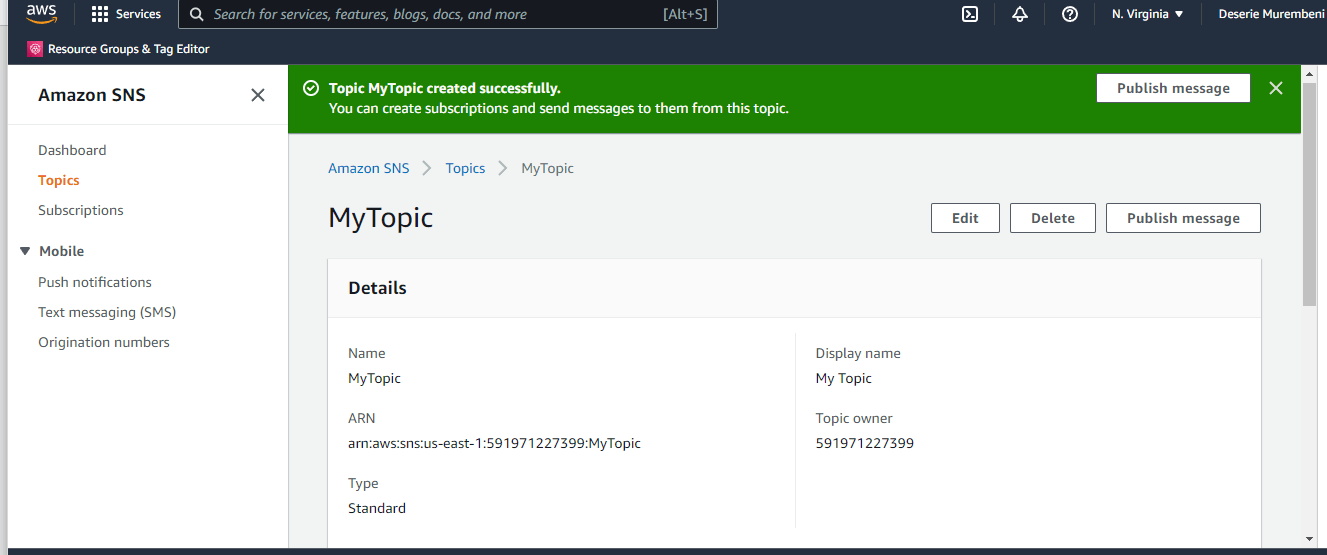 aws Services Search for services, features, blogs, docs, and more [Alt+S] N. Virginia Deserie Murembeni
Resource Groups & Tag Editor
Amazon SNS
Dashboard
Topics
Subscriptions
Mobile
Push notifications
Text messaging (SMS)
Origination numbers
Topic MyTopic created successfully.
You can create subscriptions and send messages to them from this topic.
Publish message
Amazon SNS Topics MyTopic
MyTopic
Edit Delete Publish message
Details
Name
MyTopic
ARN
arn:aws:sns:us-east-1:591971227399:MyTopic
Type
Standard
Display name
My Topic
Topic owner
591971227399